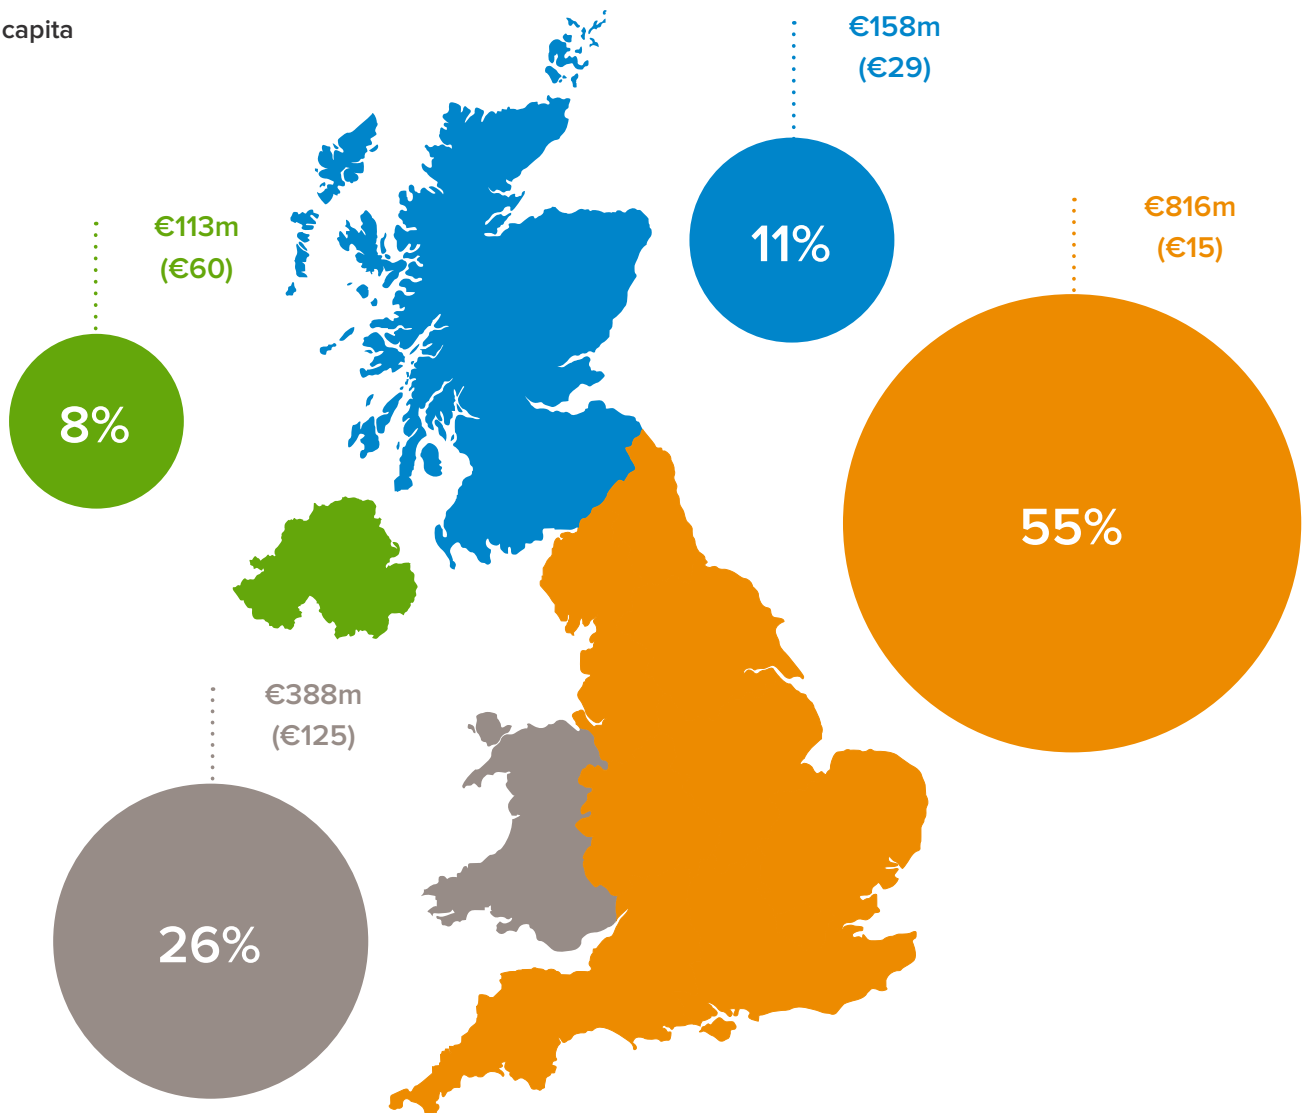 capita
€158m
(€29)
11%
€816m
(€15)
55%
€113m
(€60)
8%
€388m
(€125)
26%